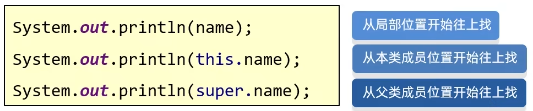 System.out.println(name);
从局部位置开始往上找
System.out.println(this.name);
从本类成员位置开始往上找
System.out.println(super.name);
从父类成员位置开始往上找